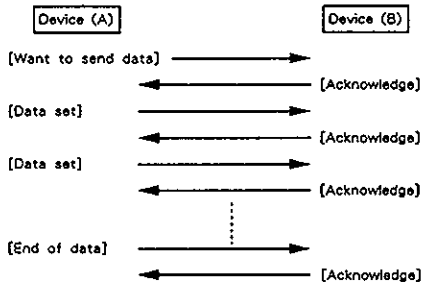 Device (A) Device (B)
[Want to send data]
[Acknowledge]
[Data set]
[Acknowledge]
[Data set]
[Acknowledge]
[End of data]
[Acknowledge]